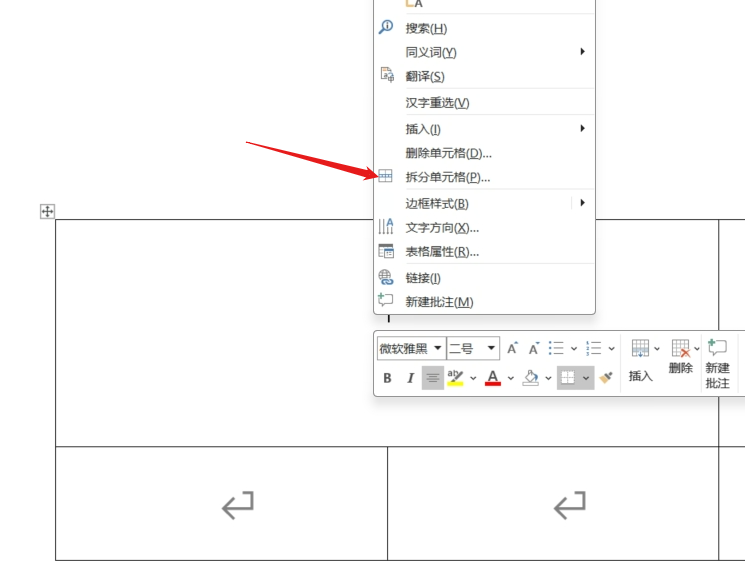 A
搜索(H)
同义词(Y)
翻译(S)
汉字重选(V)
插入(I)
删除单元格(D)...
拆分单元格(P)...
边框样式(B)
文字方向(X)...
表格属性(R)...
链接(I)
新建批注(M)
微软雅黑 二号 A A
插入 删除 新建
批注
B I aby A